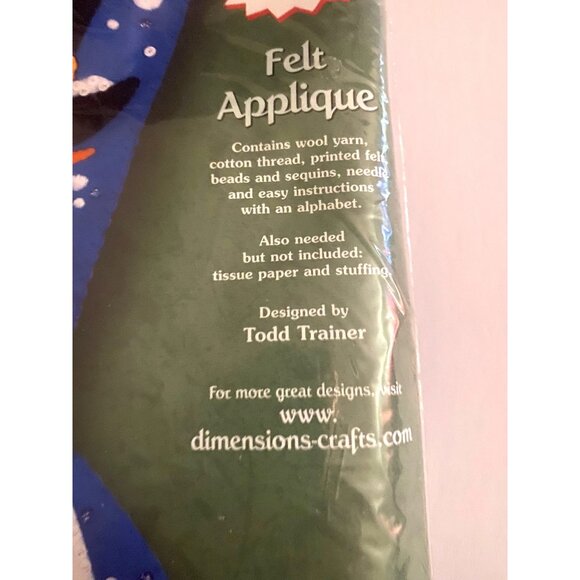 Felt
Applique
Contains wool yarn,
cotton thread, printed felt,
beads and sequins, needle
and easy instructions
with an alphabet.
Also needed
but not included:
tissue paper and stuffing.
Designed by
Todd Trainer
For more great designs, visit
www.
dimensions-crafts.com